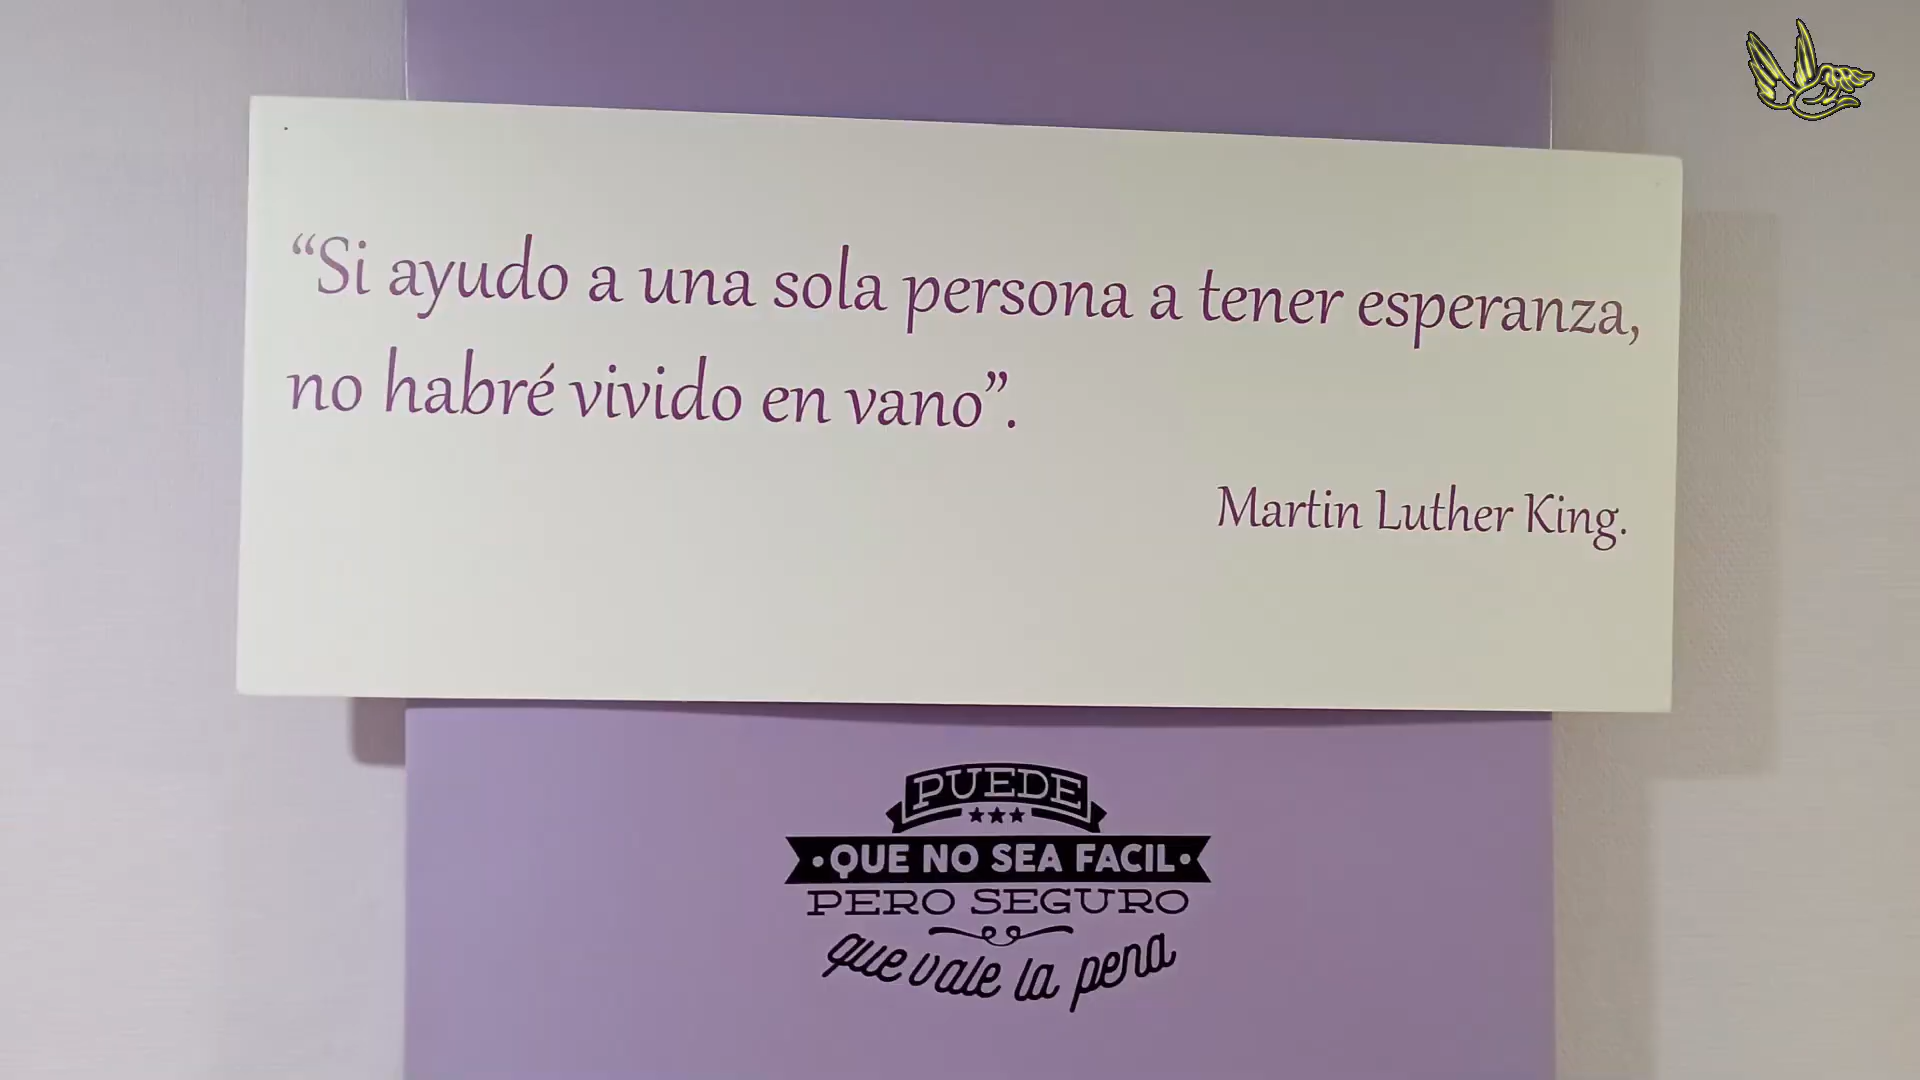 “Si ayudo a una sola persona a tener esperanza,
no habré vivido en vano”.
Martin Luther King.
PUEDE
QUE NO SEA FACIL
PERO SEGURO
que vale la pena